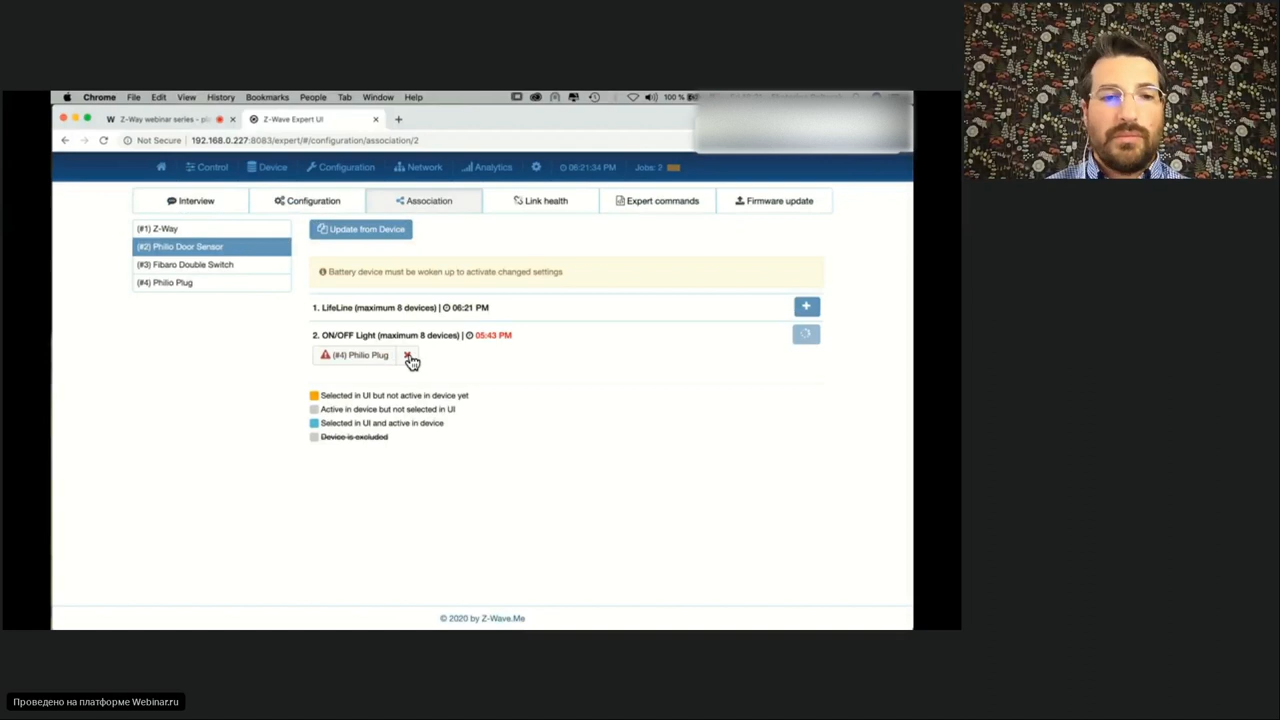 Chrome File Edit View History Bookmarks People Tab Window Help 100 %
Z-Way webinar series - pl
Z-Wave Expert UI
Not Secure 192.168.0.227:8083/expert/#/configuration/association/2
Control Device Configuration Network Analytics 06:21:34 PM Jobs: 2
Interview Configuration Association Link health Expert commands Firmware update
(#1) Z-Way
(#2) Philio Door Sensor
(#3) Fibaro Double Switch
(#4) Philio Plug
Update from Device
Battery device must be woken up to activate changed settings
1. LifeLine (maximum 8 devices) | 06:21 PM
2. ON/OFF Light (maximum 8 devices) | 05:43 PM
(#4) Philio Plug
Selected in UI but not active in device yet
Active in device but not selected in UI
Selected in UI and active in device
Device is excluded
© 2020 by Z-Wave.Me
Проведено на платформе Webinar.ru